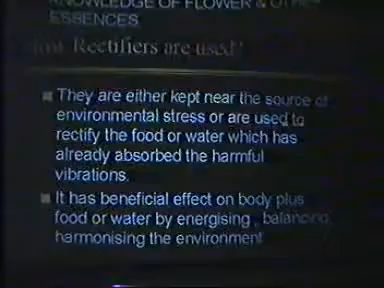 KNOWLEDGE OF FLOWER & OTHER
ESSENCES
Rectifiers are used?
They are either kept near the source of
environmental stress or are used to
rectify the food or water which has
already absorbed the harmful
vibrations.
It has beneficial effect on body plus
food or water by energising , balancing
harmonising the environment